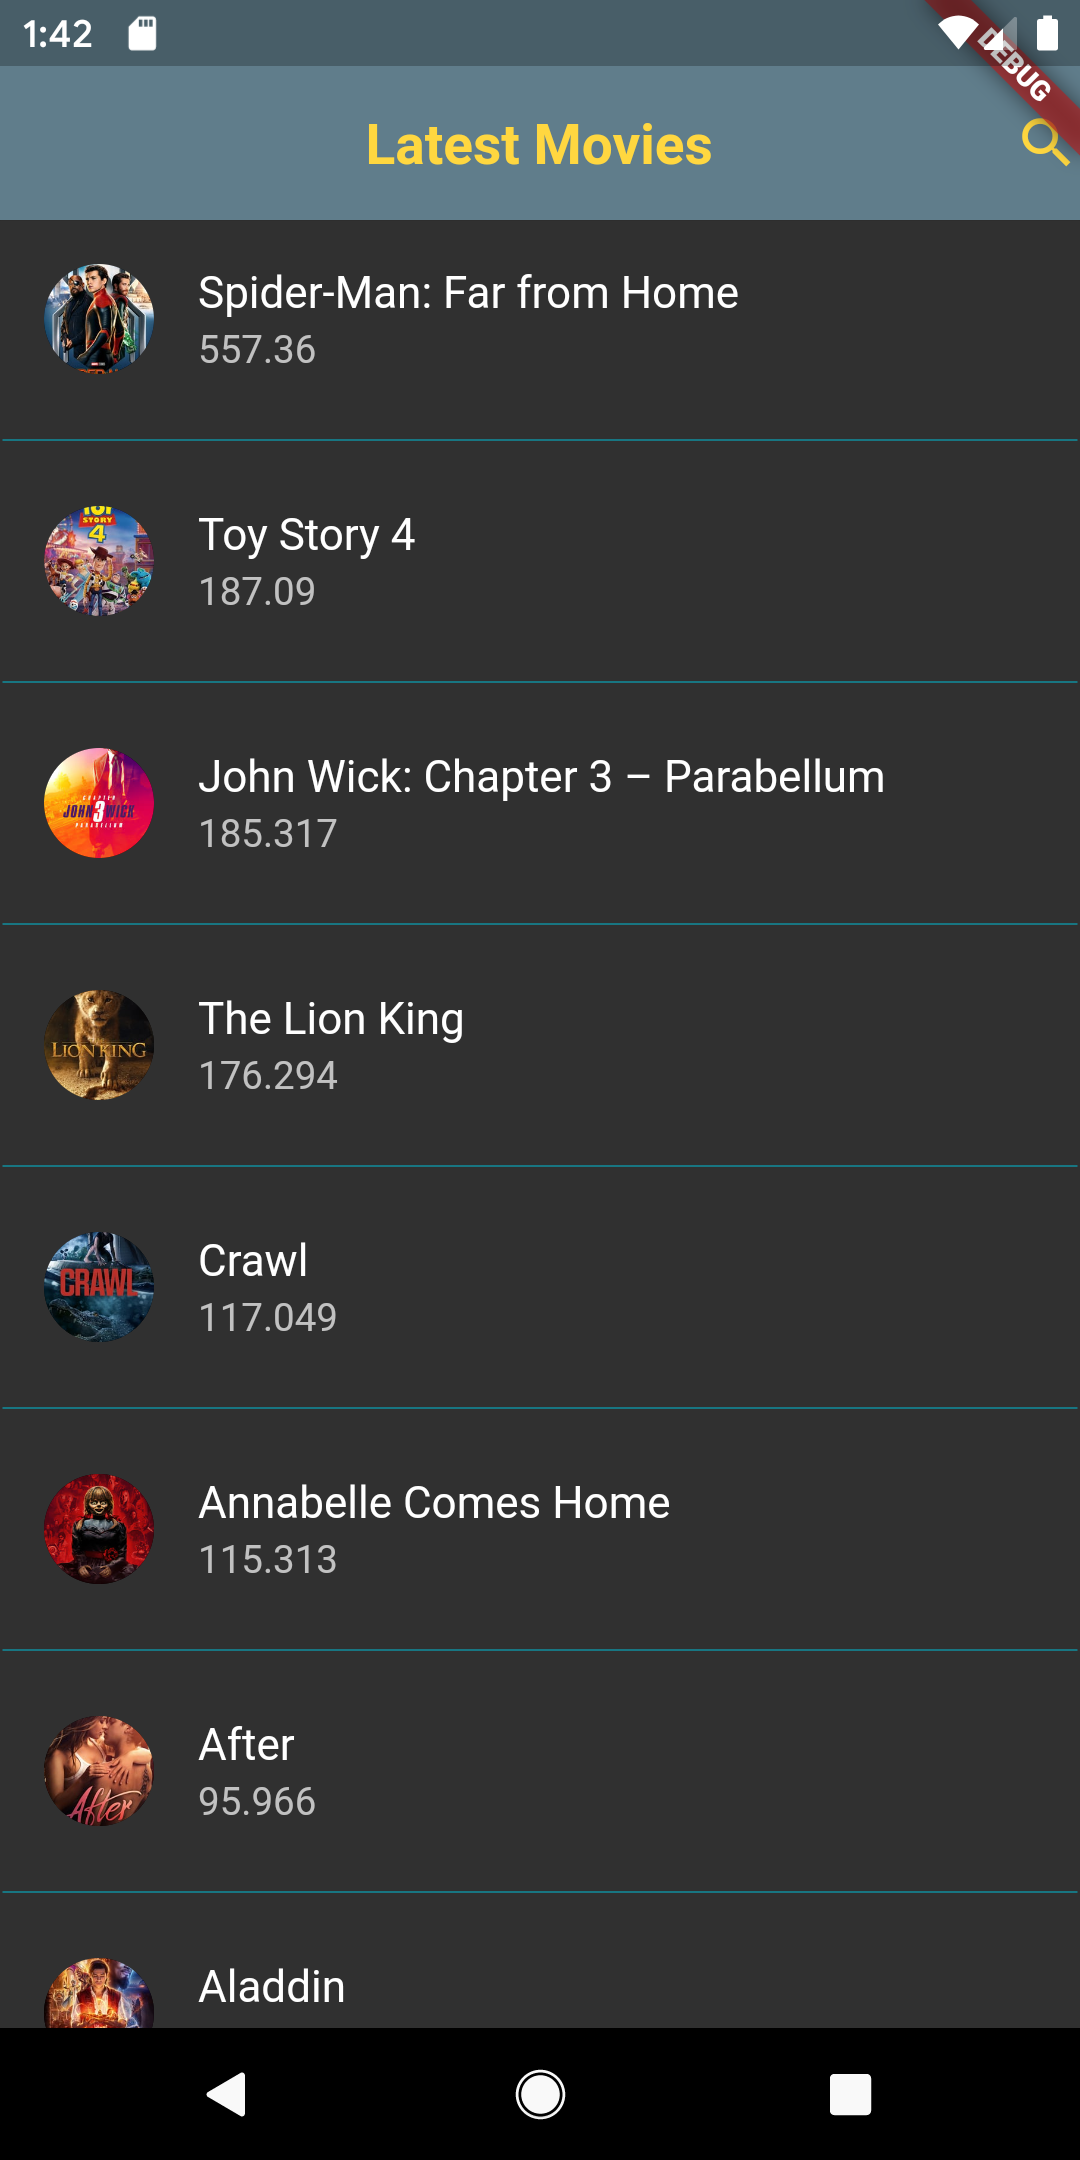 1:42
DEBUG
Latest Movies
Spider-Man: Far from Home
557.36
STORY
4
Toy Story 4
187.09
CHAPTER
JOHN 3 WICK
PARABELLUM
John Wick: Chapter 3 – Parabellum
185.317
LION KING
The Lion King
176.294
CRAWL
Crawl
117.049
Annabelle Comes Home
115.313
After
After
95.966
Aladdin